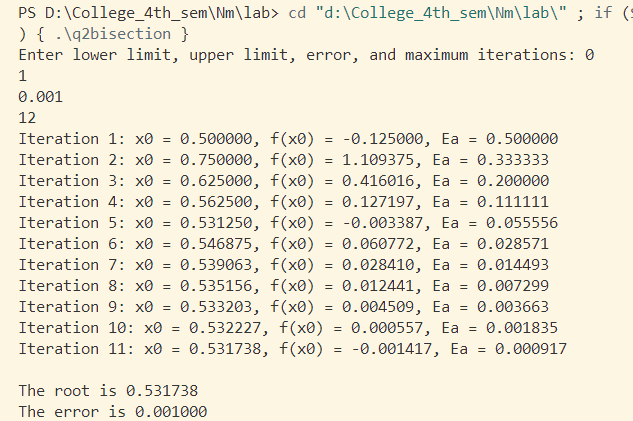 PS D:\College_4th_sem\Nm\lab> cd "d:\College_4th_sem\Nm\lab\" ; if (
) { .\q2bisection }
Enter lower limit, upper limit, error, and maximum iterations: 0
1
0.001
12
Iteration 1: x0 = 0.500000, f(x0) = -0.125000, Ea = 0.500000
Iteration 2: x0 = 0.750000, f(x0) = 1.109375, Ea = 0.333333
Iteration 3: x0 = 0.625000, f(x0) = 0.416016, Ea = 0.200000
Iteration 4: x0 = 0.562500, f(x0) = 0.127197, Ea = 0.111111
Iteration 5: x0 = 0.531250, f(x0) = -0.003387, Ea = 0.055556
Iteration 6: x0 = 0.546875, f(x0) = 0.060772, Ea = 0.028571
Iteration 7: x0 = 0.539063, f(x0) = 0.028410, Ea = 0.014493
Iteration 8: x0 = 0.535156, f(x0) = 0.012441, Ea = 0.007299
Iteration 9: x0 = 0.533203, f(x0) = 0.004509, Ea = 0.003663
Iteration 10: x0 = 0.532227, f(x0) = 0.000557, Ea = 0.001835
Iteration 11: x0 = 0.531738, f(x0) = -0.001417, Ea = 0.000917
The root is 0.531738
The error is 0.001000